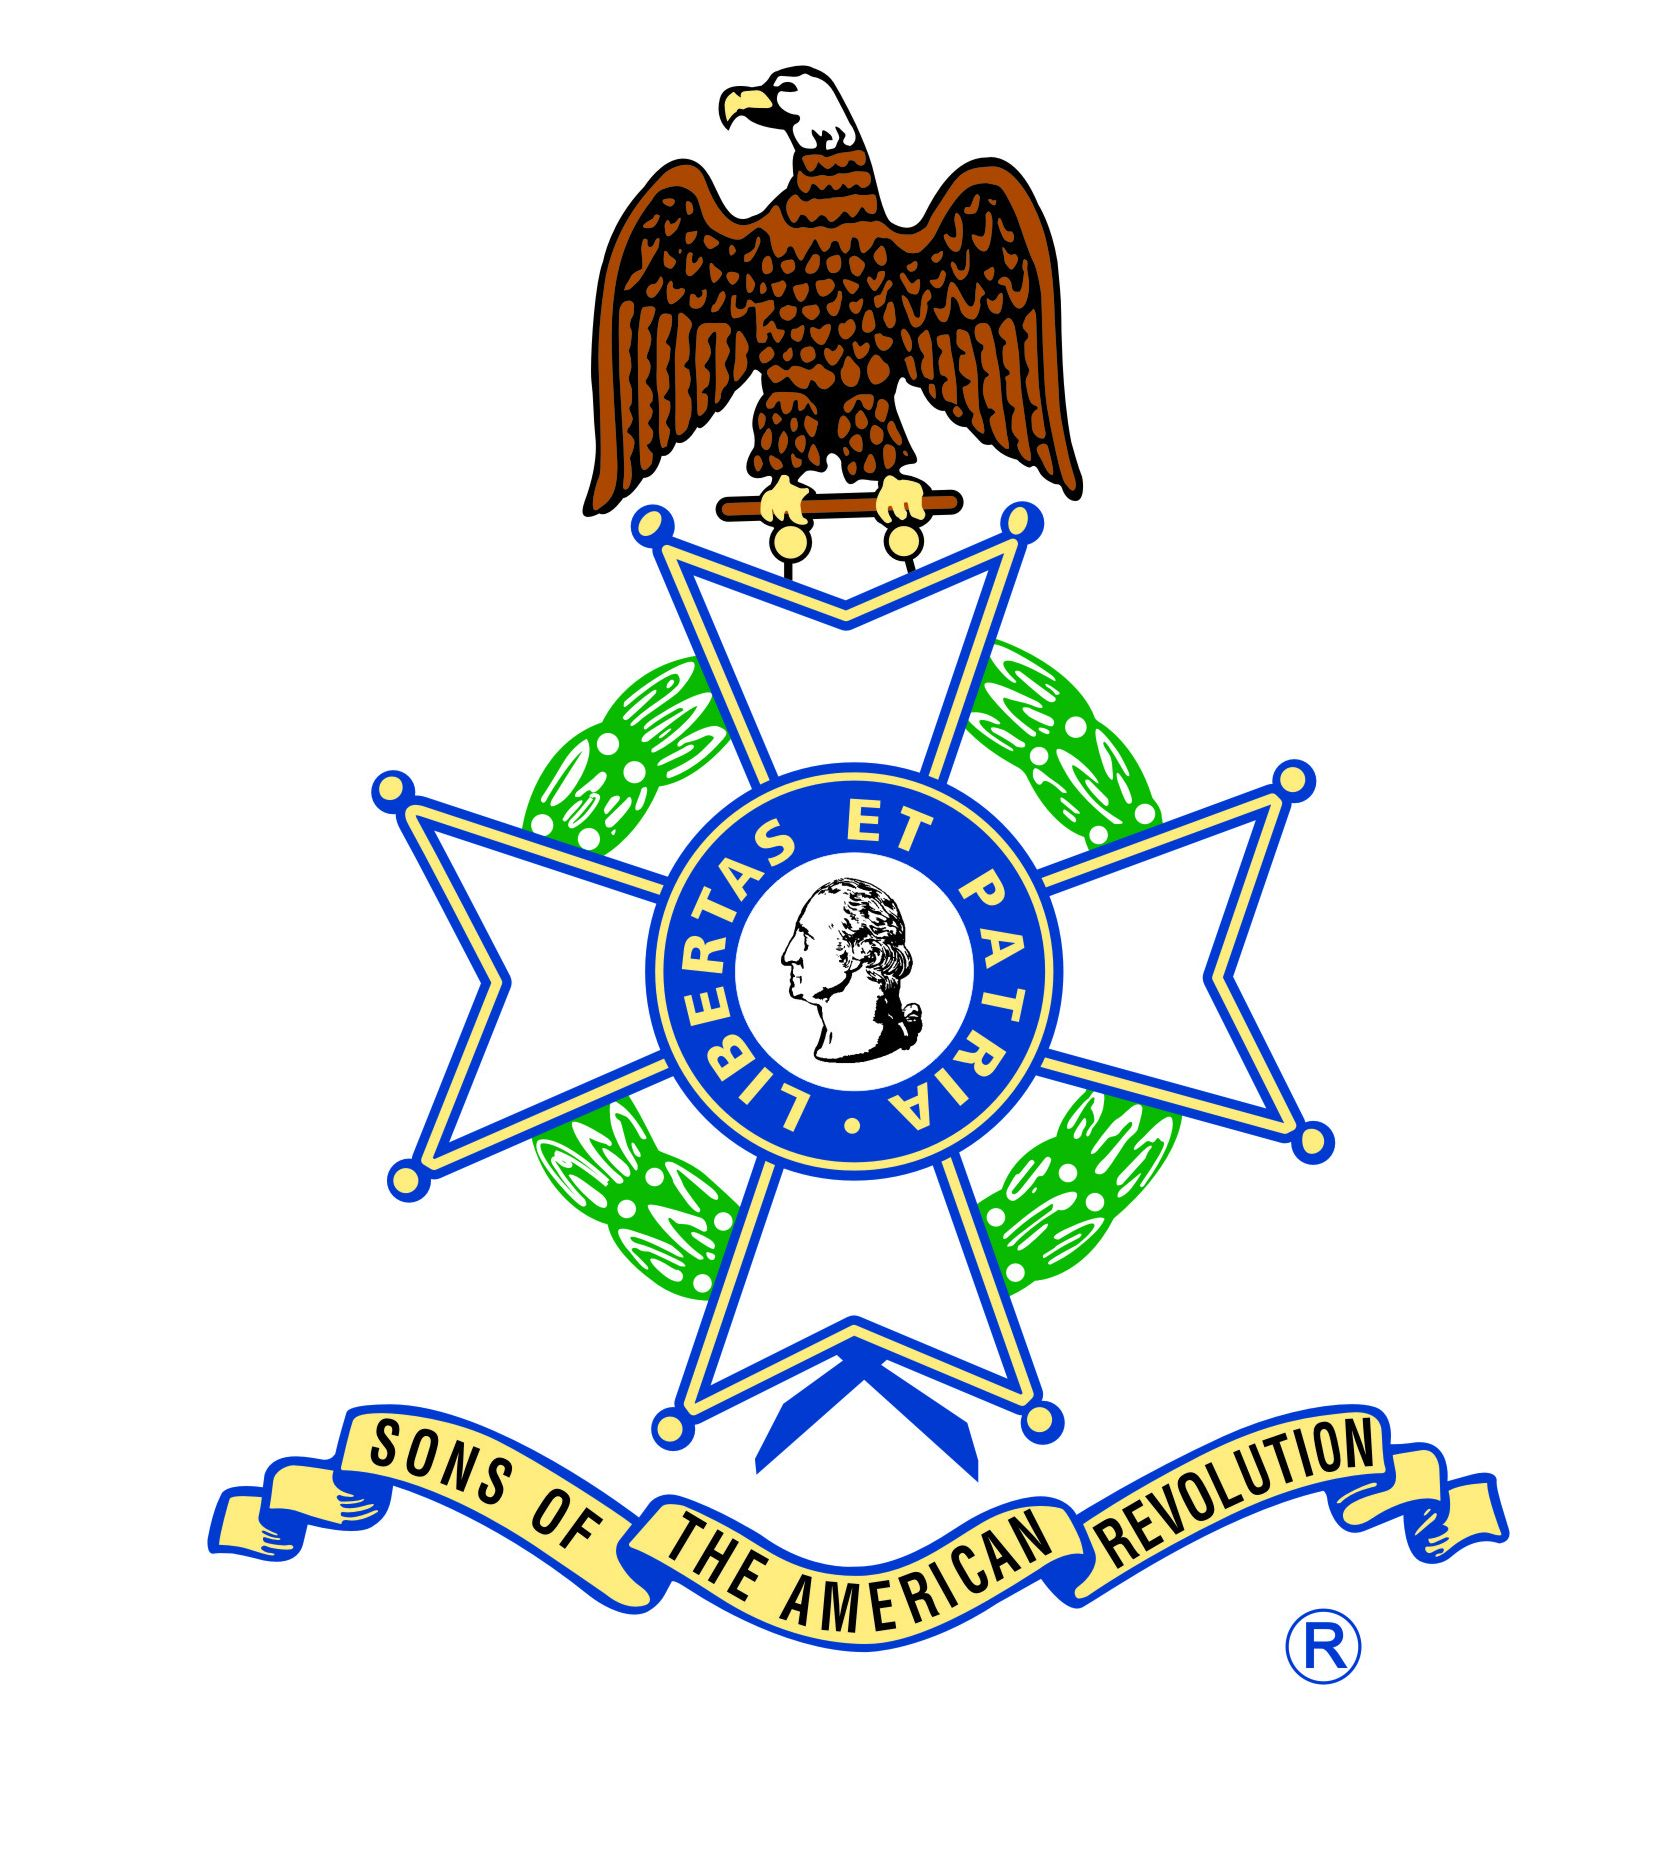 LIBERTAS ET PATRIA •
SONS OF THE AMERICAN REVOLUTION
®